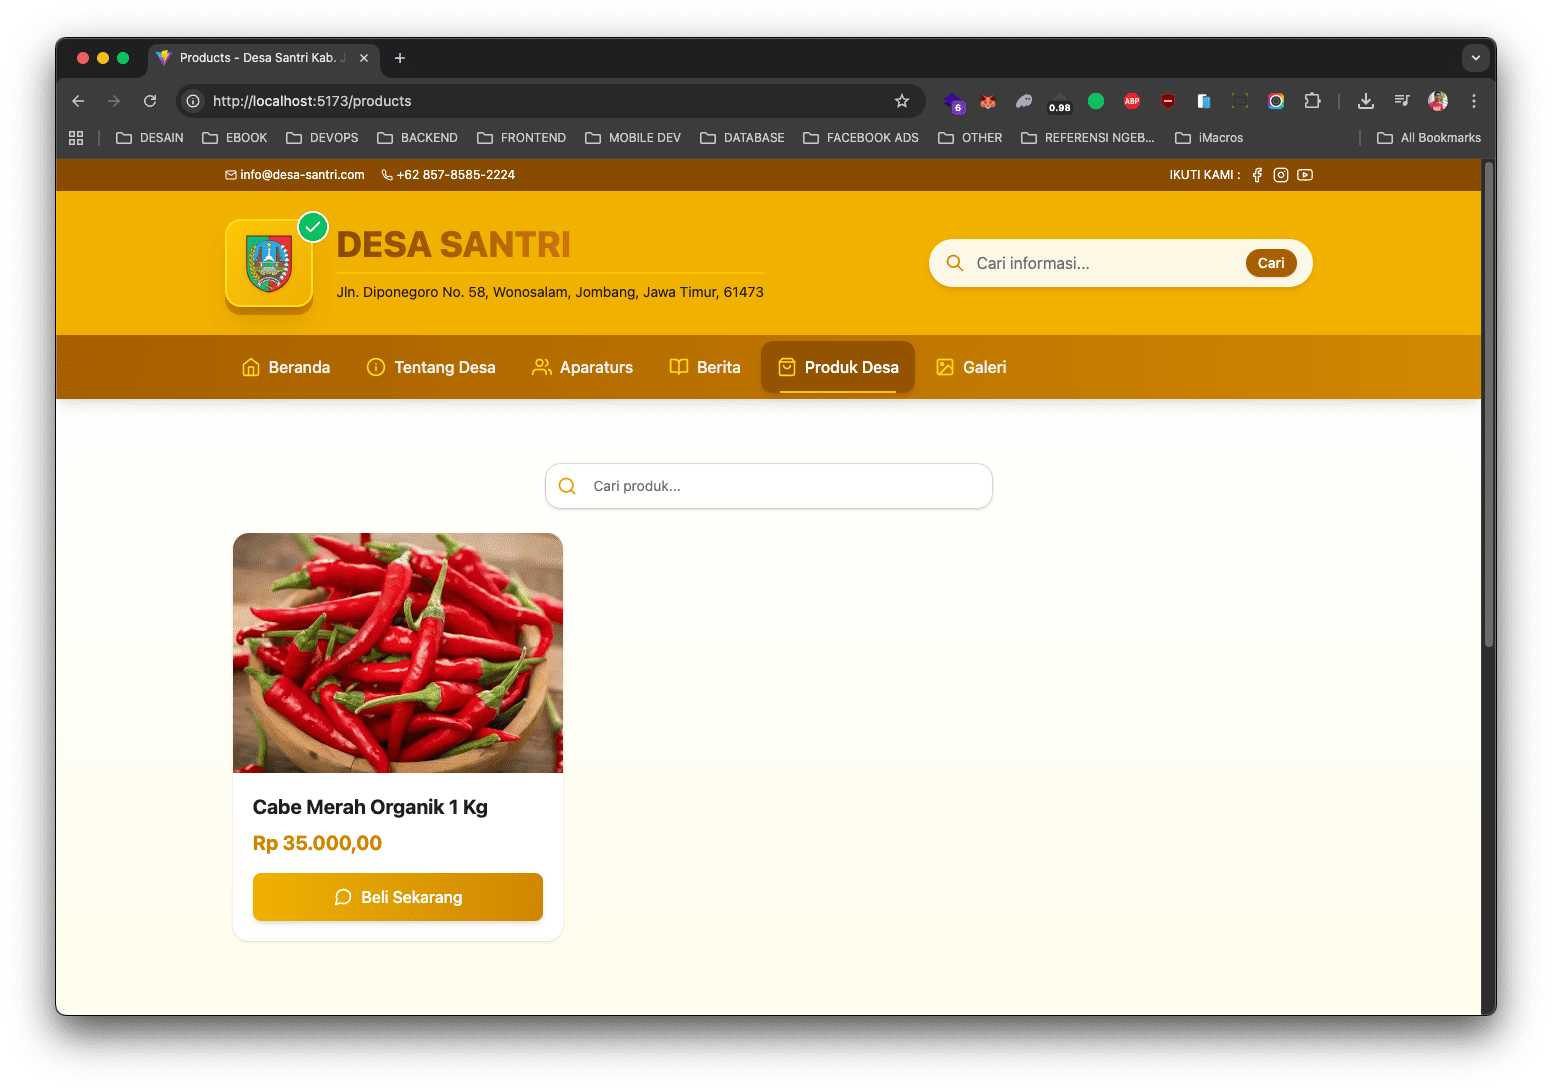 Products - Desa Santri Kab. J
http://localhost:5173/products
6
0.98
ABP
DESAIN
EBOOK
DEVOPS
BACKEND
FRONTEND
MOBILE DEV
DATABASE
FACEBOOK ADS
OTHER
REFERENSI NGEB...
iMacros
All Bookmarks
info@desa-santri.com
+62 857-8585-2224
IKUTI KAMI :
DESA SANTRI
Jln. Diponegoro No. 58, Wonosalam, Jombang, Jawa Timur, 61473
Cari informasi...
Cari
Beranda
Tentang Desa
Aparaturs
Berita
Produk Desa
Galeri
Cari produk...
Cabe Merah Organik 1 Kg
Rp 35.000,00
Beli Sekarang